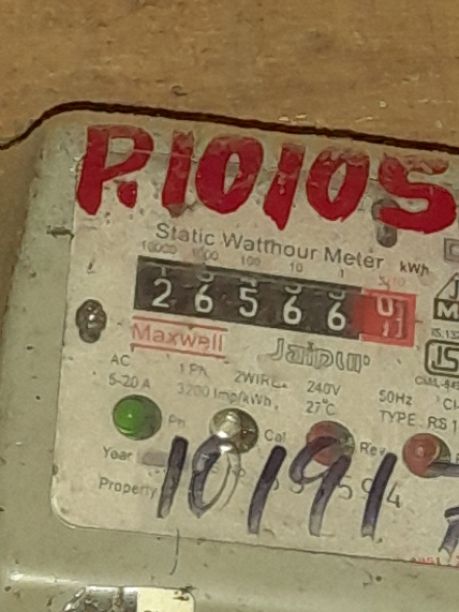 P.10105
Static Watthour Meter
10000 1000 100 10 1 kWh
2 6 5 6 6
Maxwell Jaipur
AC 1 Ph 2WIRE 240V 50Hz
5-20 A 3200 Imp/kWh, 27°C TYPE : RS 1
Ph Cal Rev
Year
Property
10191